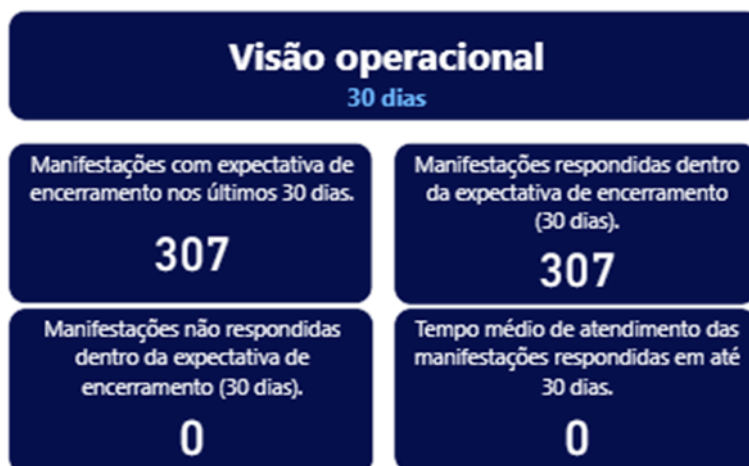 Visão operacional
30 dias
Manifestações com expectativa de
encerramento nos últimos 30 dias.
307
Manifestações respondidas dentro
da expectativa de encerramento
(30 dias).
307
Manifestações não respondidas
dentro da expectativa de
encerramento (30 dias).
0
Tempo médio de atendimento das
manifestações respondidas em até
30 dias.
0